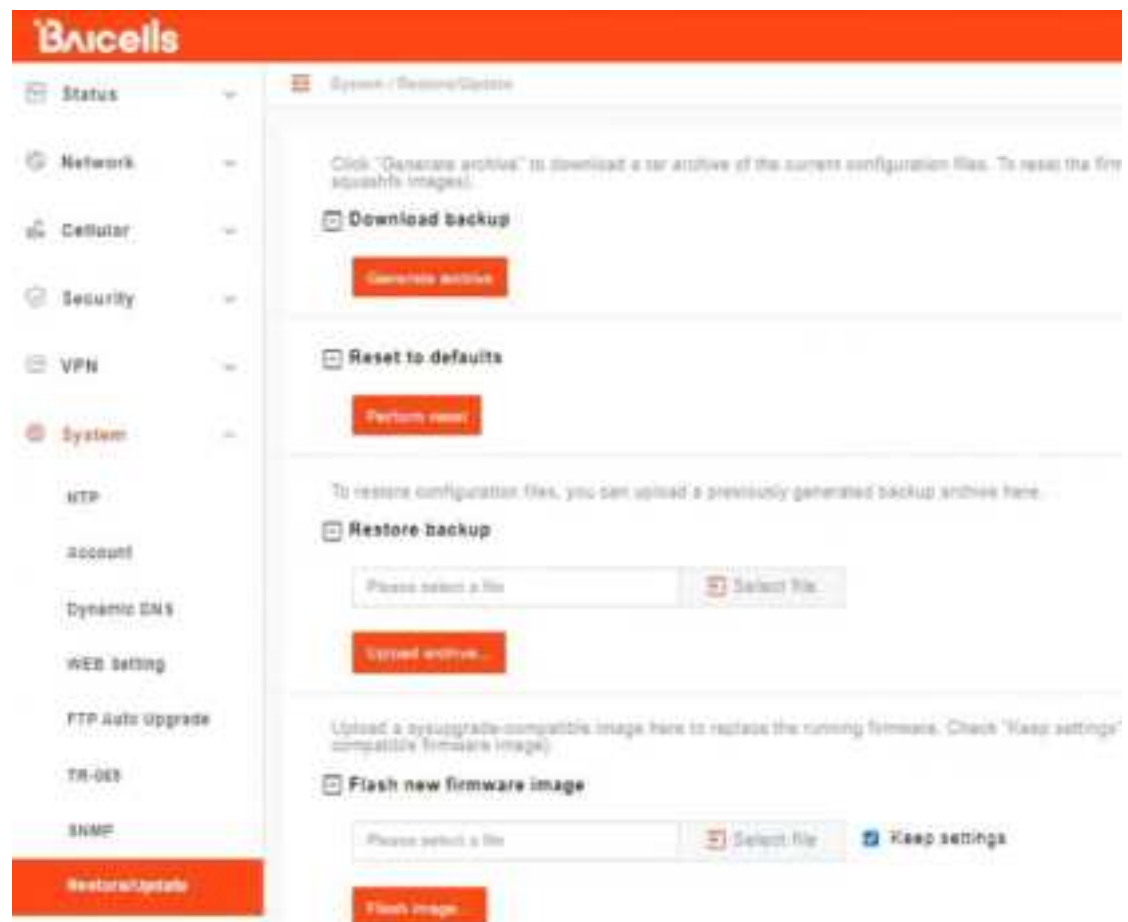 Baicells
Status
Network
Cellular
Security
VPN
System
NTP
Account
Dynamic DNS
WEB Setting
FTP Auto Upgrade
TR-069
SNMP
Restore/Update
System / Restore/Update
Click "Generate archive" to download a tar archive of the current configuration files. To reset the firm
squashfs images).
Download backup
Generate archive
Reset to defaults
Perform reset
To restore configuration files, you can upload a previously generated backup archive here.
Restore backup
Please select a file
Select file
Upload archive...
Upload a sysupgrade-compatible image here to replace the running firmware. Check "Keep settings"
compatible firmware image).
Flash new firmware image
Please select a file
Select file
Keep settings
Flash image...